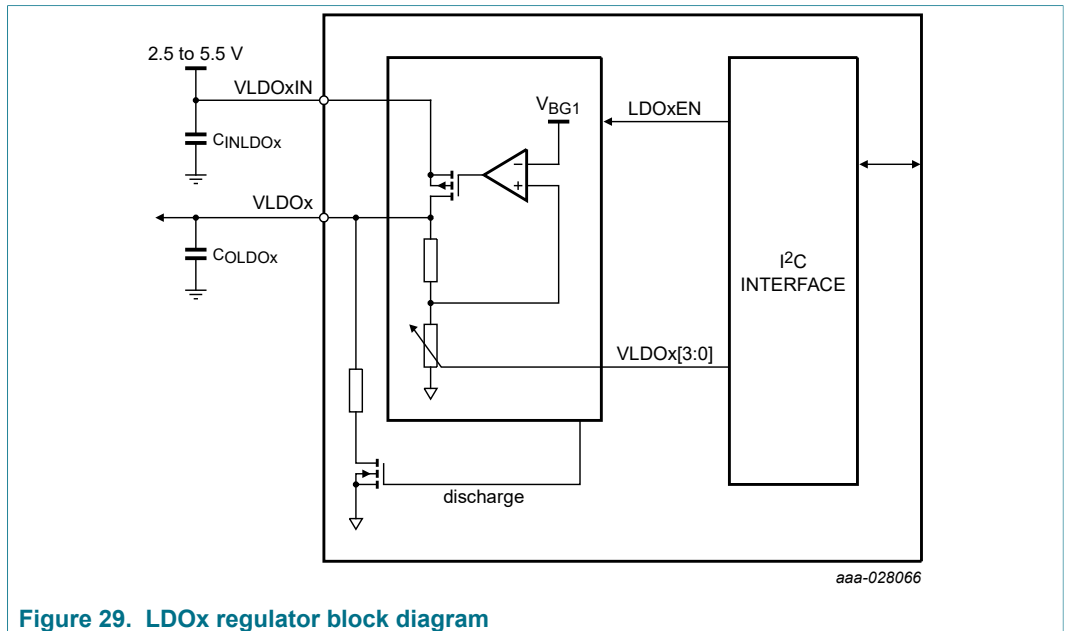 2.5 to 5.5 V
VLDOxIN
CINLDOx
VBG1
LDOxEN
−
+
VLDOx
COLDOx
I2C
INTERFACE
VLDOx[3:0]
discharge
aaa-028066
Figure 29. LDOx regulator block diagram